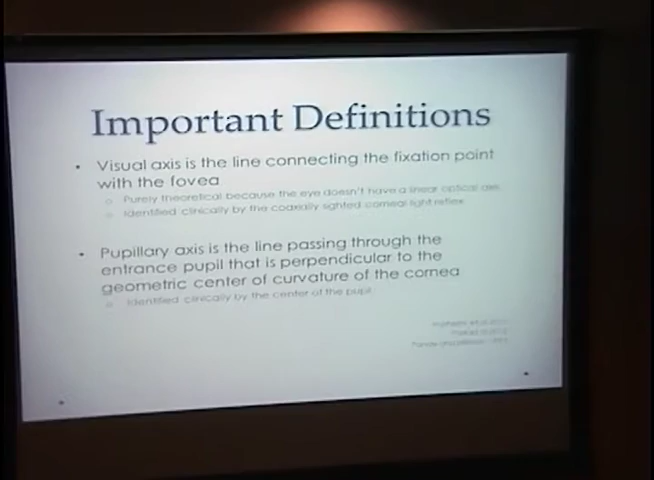 Important Definitions
• Visual axis is the line connecting the fixation point
with the fovea
o Purely theoretical because the eye doesn't have a linear optical axis
o Identified clinically by the coaxially sighted corneal light reflex
• Pupillary axis is the line passing through the
entrance pupil that is perpendicular to the
geometric center of curvature of the cornea
o Identified clinically by the center of the pupil